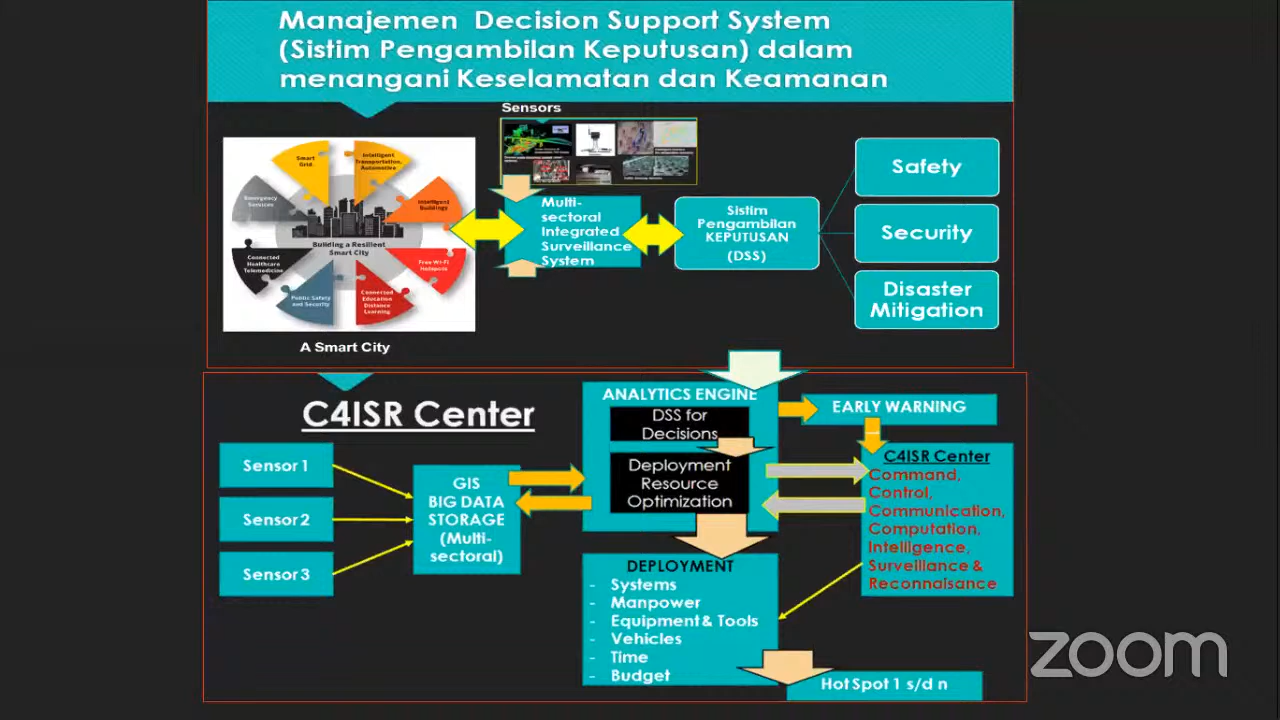 Manajemen Decision Support System
(Sistim Pengambilan Keputusan) dalam
menangani Keselamatan dan Keamanan
Sensors
Smart
Grid
Intelligent
Transportation,
Automotive
Emergency
Services
Intelligent
Buildings
Building a Resilient
Smart City
Connected
Healthcare
Telemedicine
Free Wi-Fi
Hotspots
Public Safety
and Security
Connected
Education
Distance
Learning
A Smart City
Multi-
sectoral
Integrated
Surveillance
System
Sistim
Pengambilan
KEPUTUSAN
(DSS)
Safety
Security
Disaster
Mitigation
C4ISR Center
Sensor 1
Sensor 2
Sensor 3
GIS
BIG DATA
STORAGE
(Multi-
sectoral)
ANALYTICS ENGINE
DSS for
Decisions
Deployment
Resource
Optimization
EARLY WARNING
C4ISR Center
Command,
Control,
Communication,
Computation,
Intelligence,
Surveillance &
Reconnaisance
DEPLOYMENT
- Systems
- Manpower
- Equipment & Tools
- Vehicles
- Time
- Budget
Hot Spot 1 s/d n
zoom